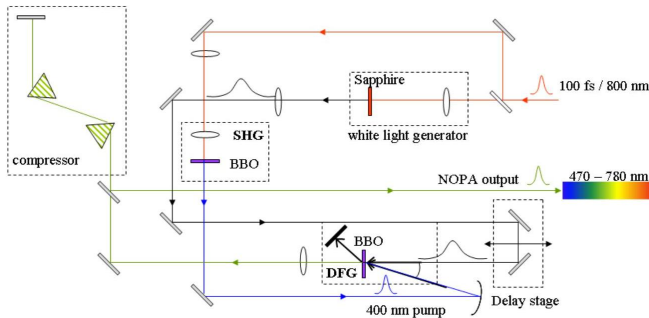 Sapphire
100 fs / 800 nm
white light generator
SHG
BBO
compressor
NOPA output
470 – 780 nm
BBO
DFG
Delay stage
400 nm pump